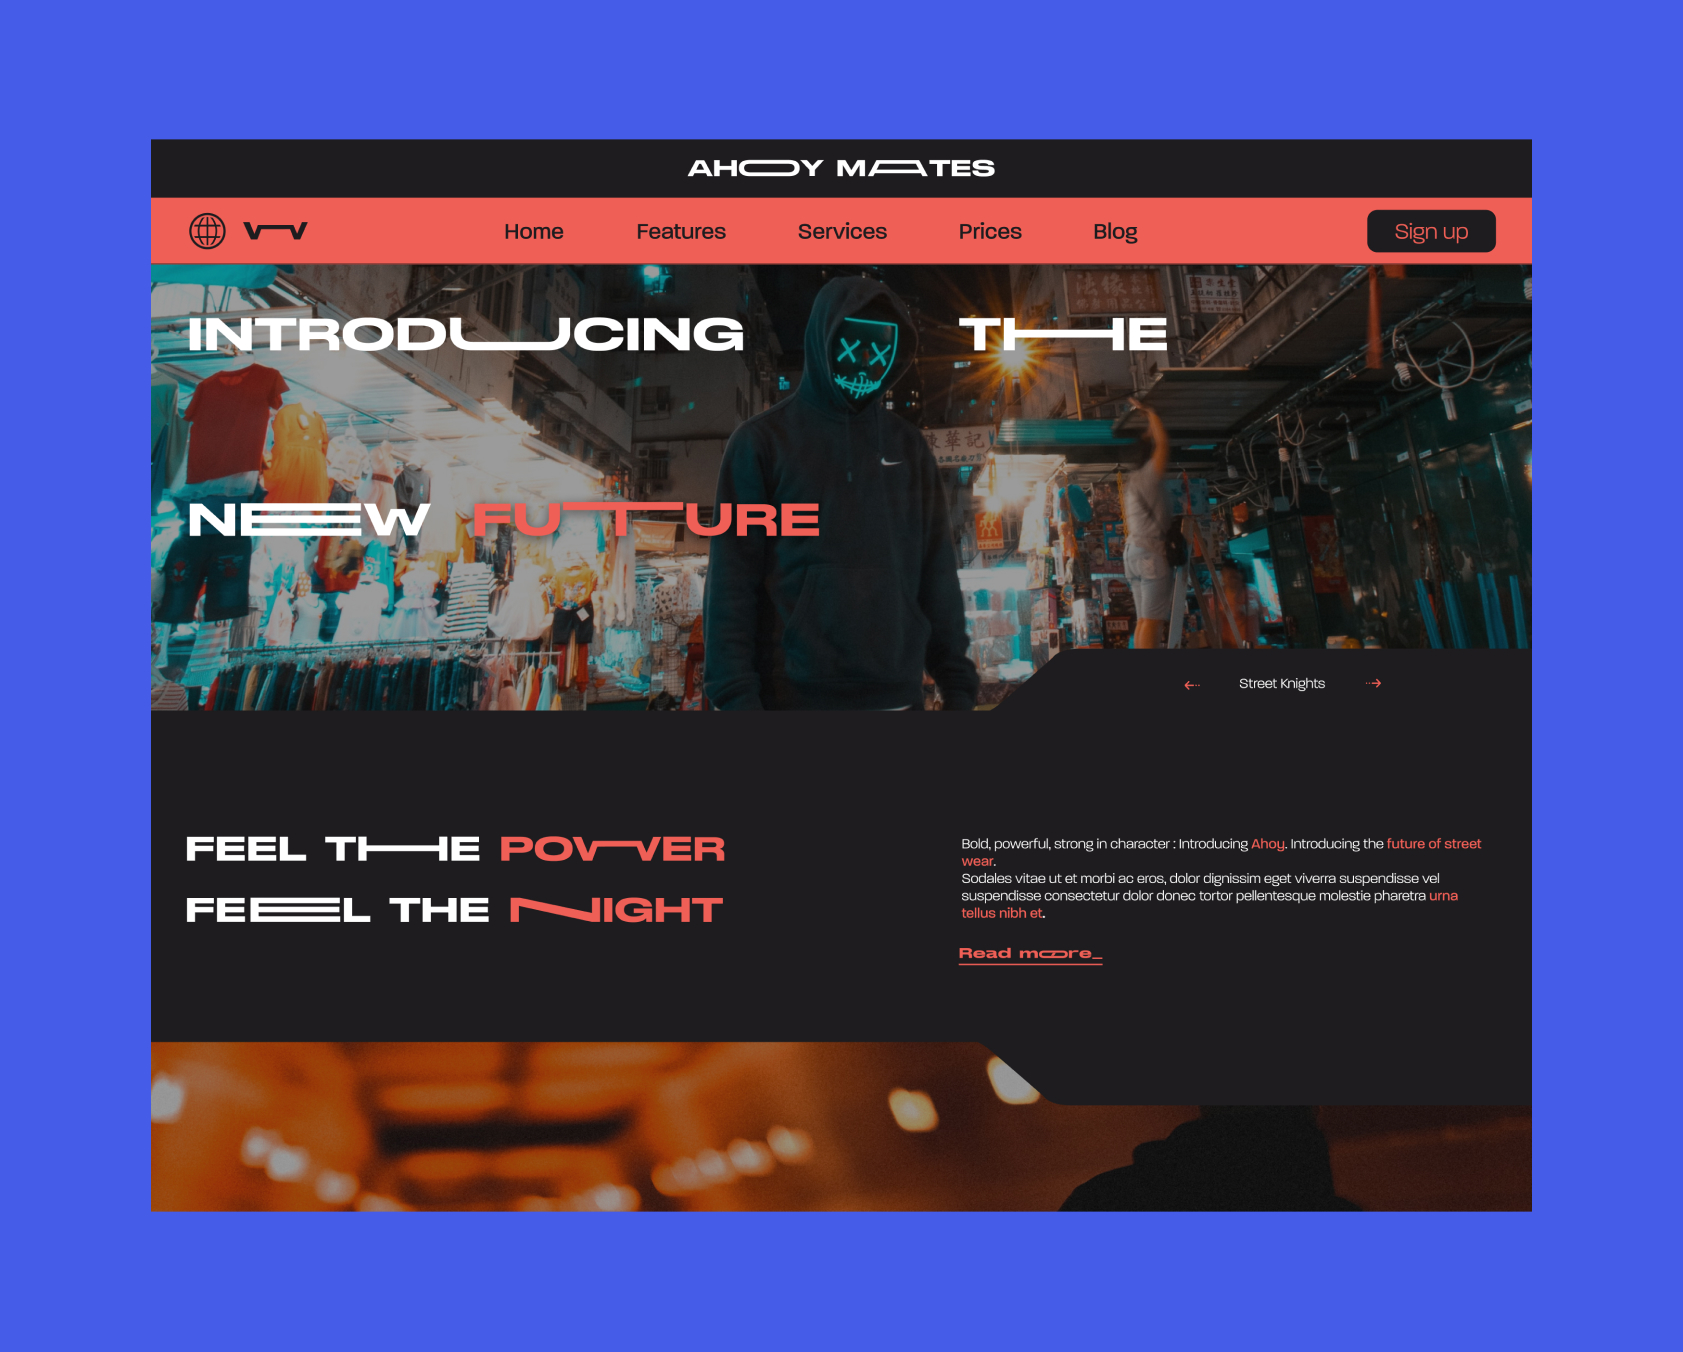 AHOY MATES
W
Home Features Services Prices Blog Sign up
INTRODUCING THE
NEW FUTURE
陳華記
Street Knights
FEEL THE POWER
FEEL THE NIGHT
Bold, powerful, strong in character : Introducing Ahoy. Introducing the future of street
wear.
Sodales vitae ut et morbi ac eros, dolor dignissim eget viverra suspendisse vel
suspendisse consectetur dolor donec tortor pellentesque molestie pharetra urna
tellus nibh et.
Read more_